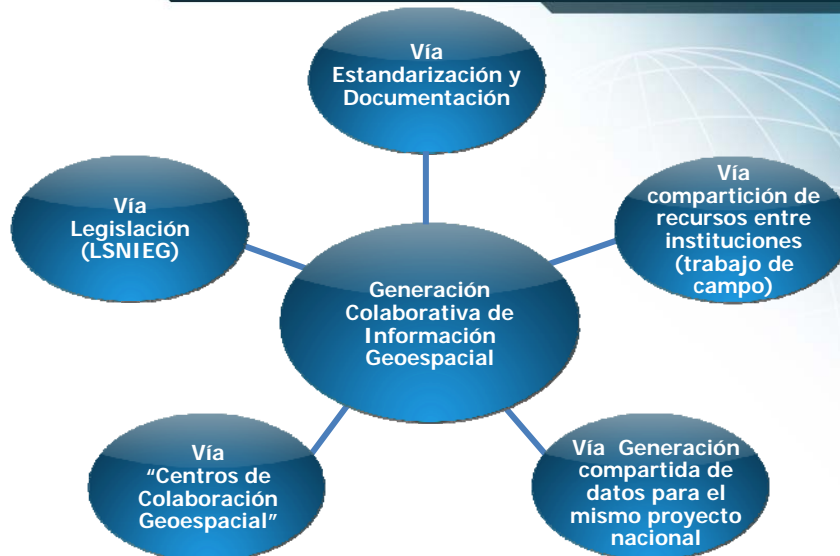 Vía
Estandarización y
Documentación
Vía
Legislación
(LSNIEG)
Vía
compartición de
recursos entre
instituciones
(trabajo de
campo)
Generación
Colaborativa de
Información
Geoespacial
Vía
“Centros de
Colaboración
Geoespacial”
Vía Generación
compartida de
datos para el
mismo proyecto
nacional